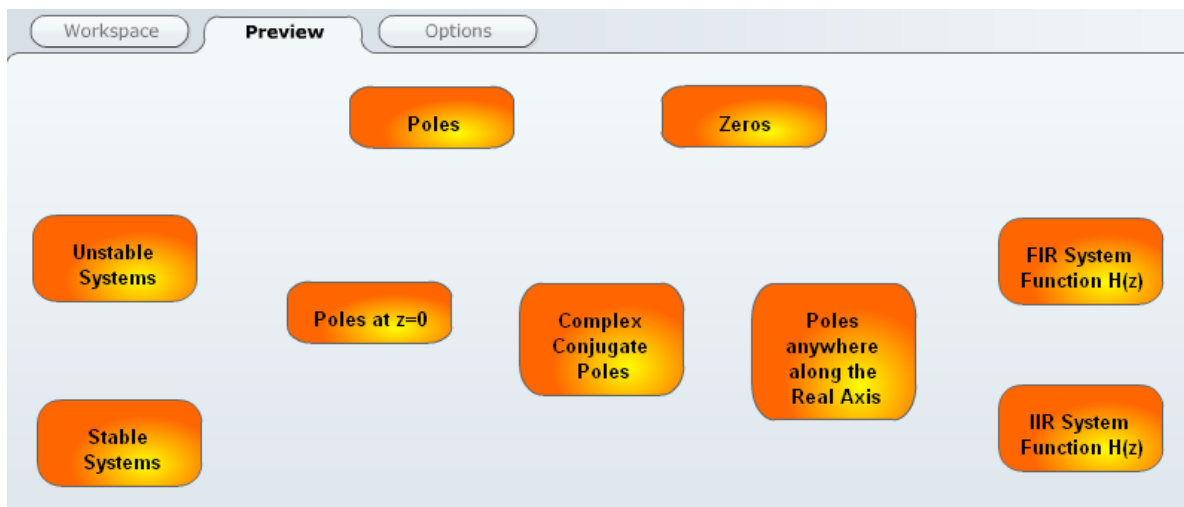 Workspace
Preview
Options
Poles
Zeros
Unstable
Systems
FIR System
Function H(z)
Poles at z=0
Complex
Conjugate
Poles
Poles
anywhere
along the
Real Axis
Stable
Systems
IIR System
Function H(z)